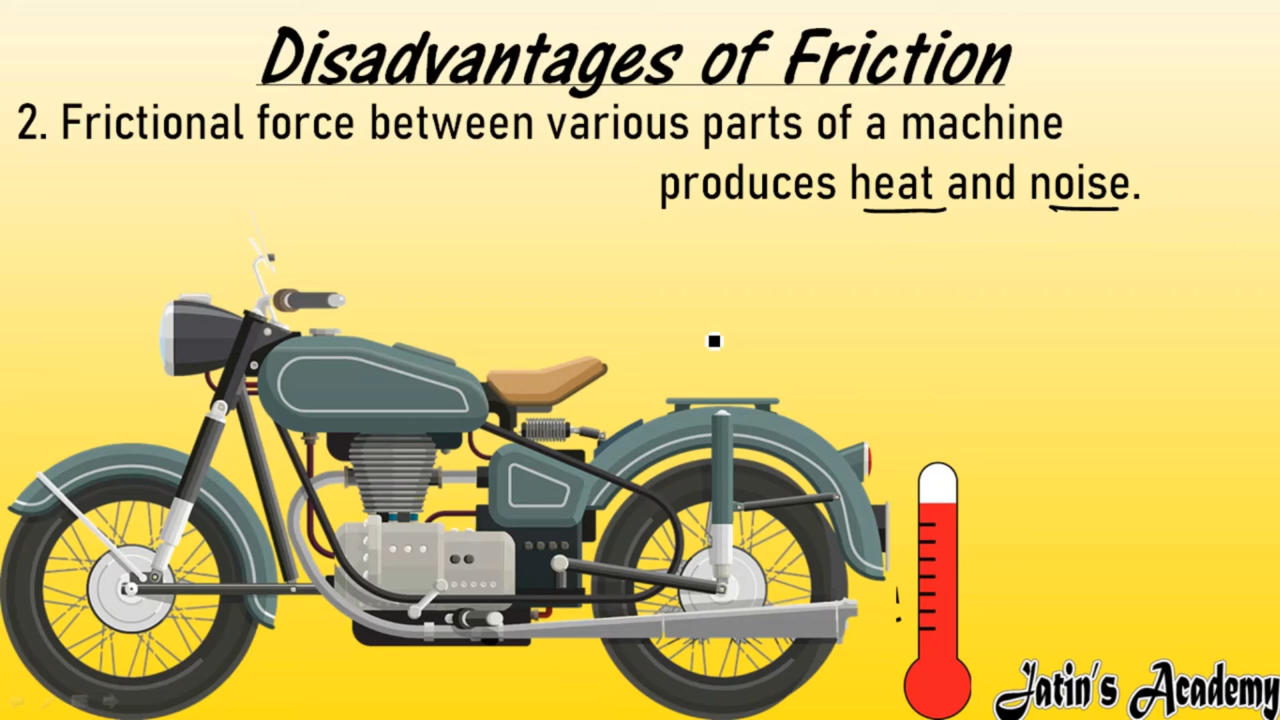 Disadvantages of Friction
2. Frictional force between various parts of a machine
produces heat and noise.
Jatin's Academy